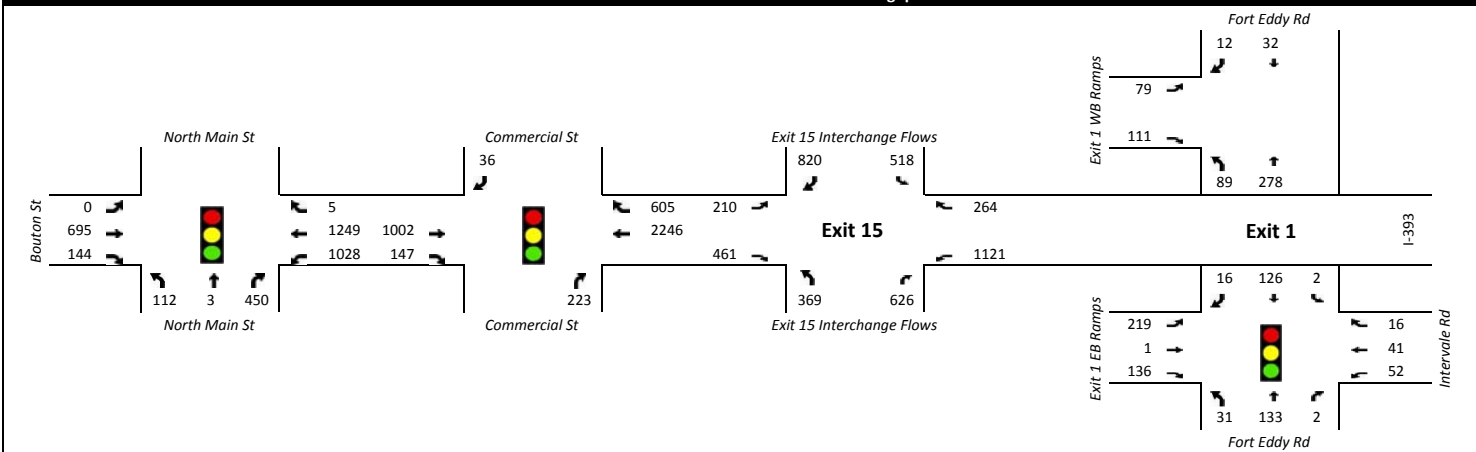 Fort Eddy Rd
12 32
Exit 1 WB Ramps
79
111
89 278
North Main St
Commercial St
Exit 15 Interchange Flows
36
820 518
Bouton St
0
695
144
5
1249
1028
112 3 450
North Main St
1002
147
605
2246
223
Commercial St
210
461
Exit 15
264
1121
369 626
Exit 15 Interchange Flows
Exit 1
I-393
16 126 2
Exit 1 EB Ramps
219
1
136
16
41
52
Intervale Rd
31 133 2
Fort Eddy Rd